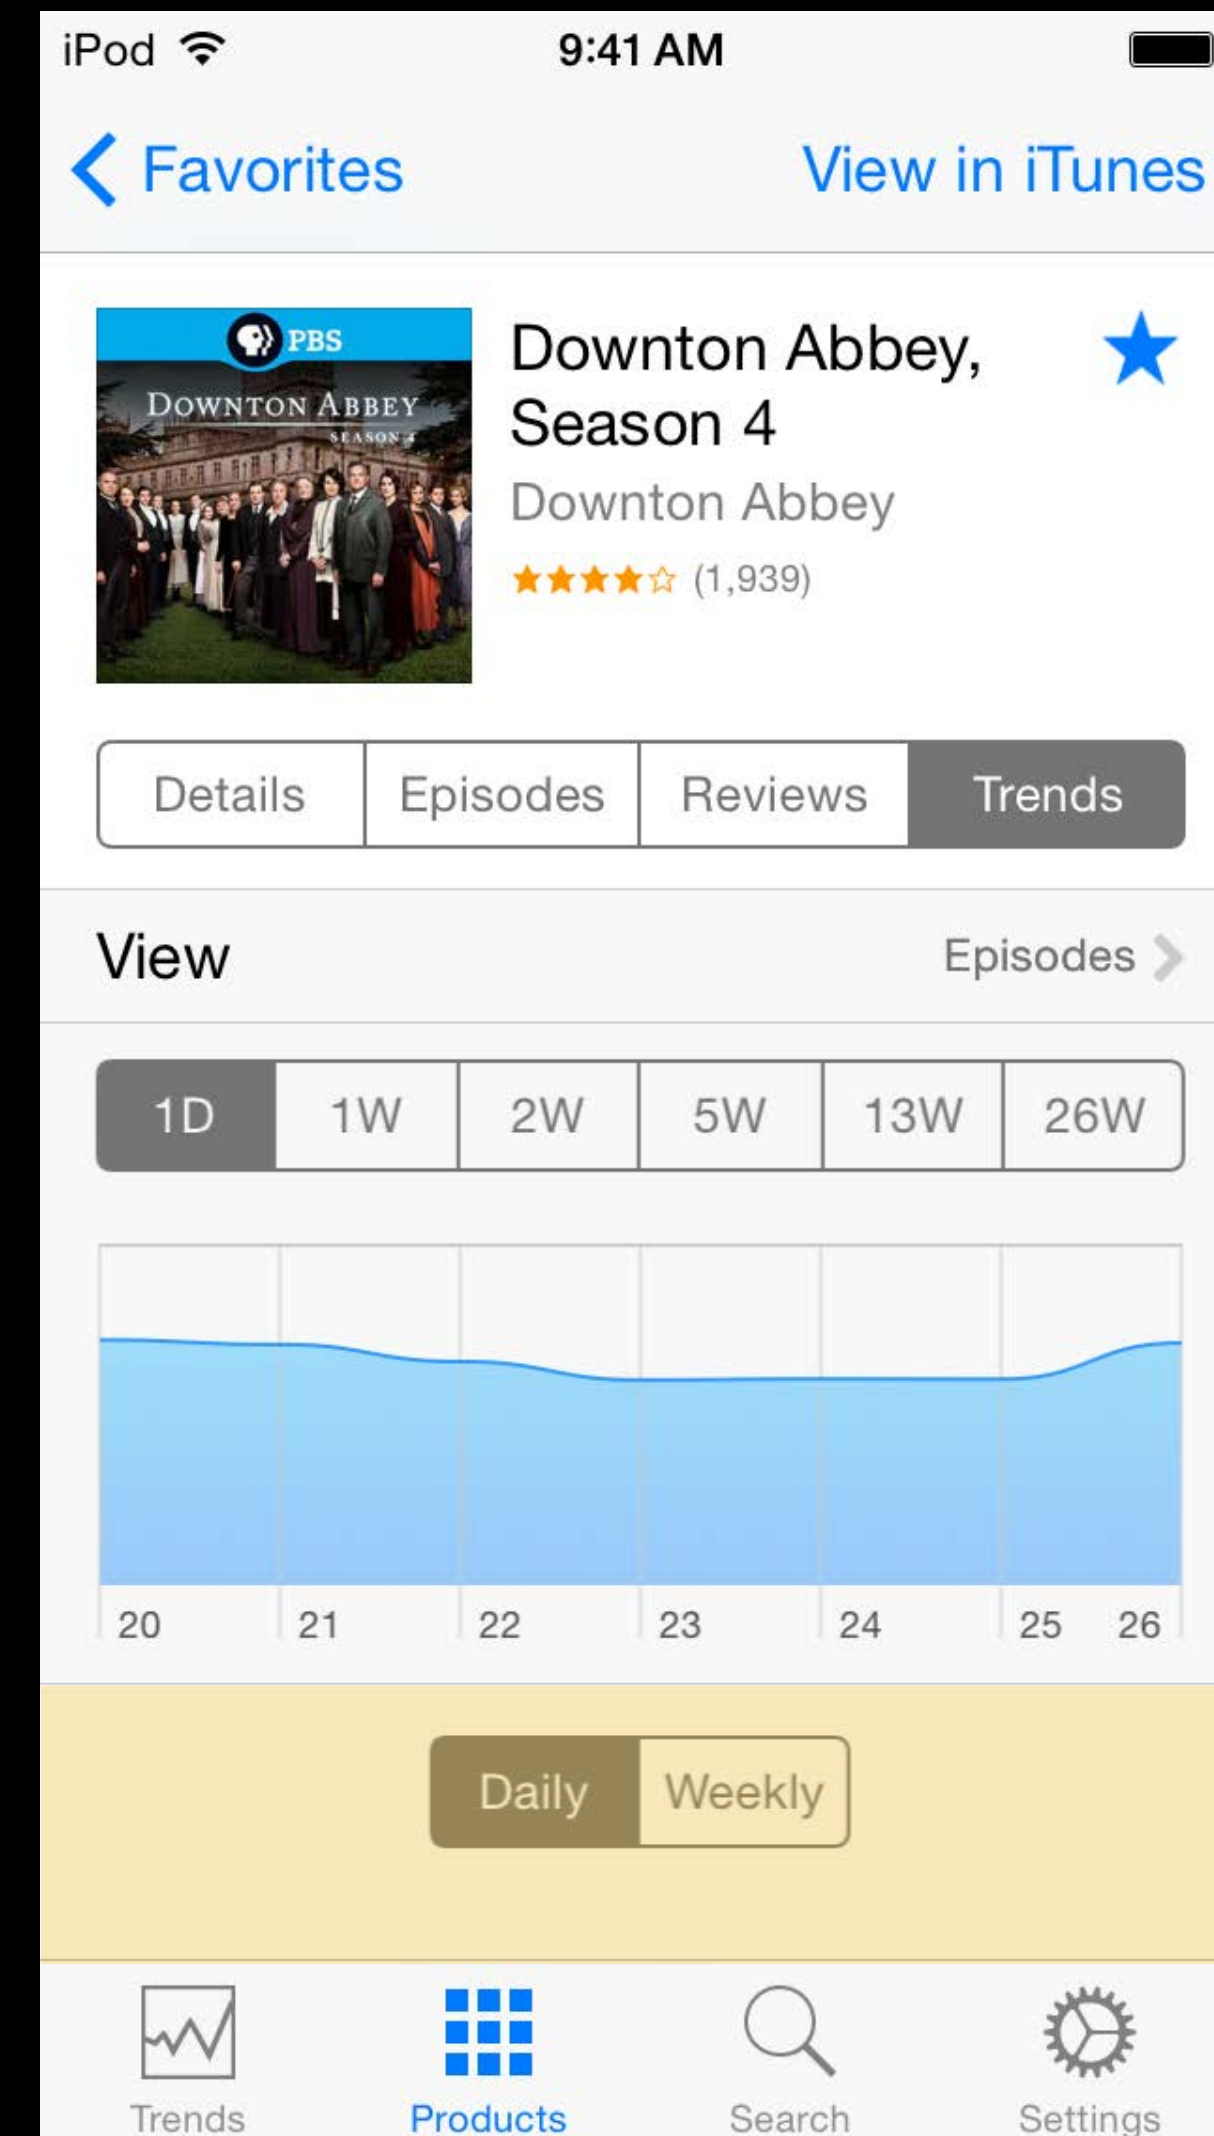 iPod 9:41 AM
Favorites View in iTunes
PBS
DOWNTON ABBEY
SEASON 4
Downton Abbey,
Season 4
Downton Abbey
(1,939)
Details Episodes Reviews Trends
View Episodes
1D 1W 2W 5W 13W 26W
20 21 22 23 24 25 26
Daily Weekly
Trends Products Search Settings